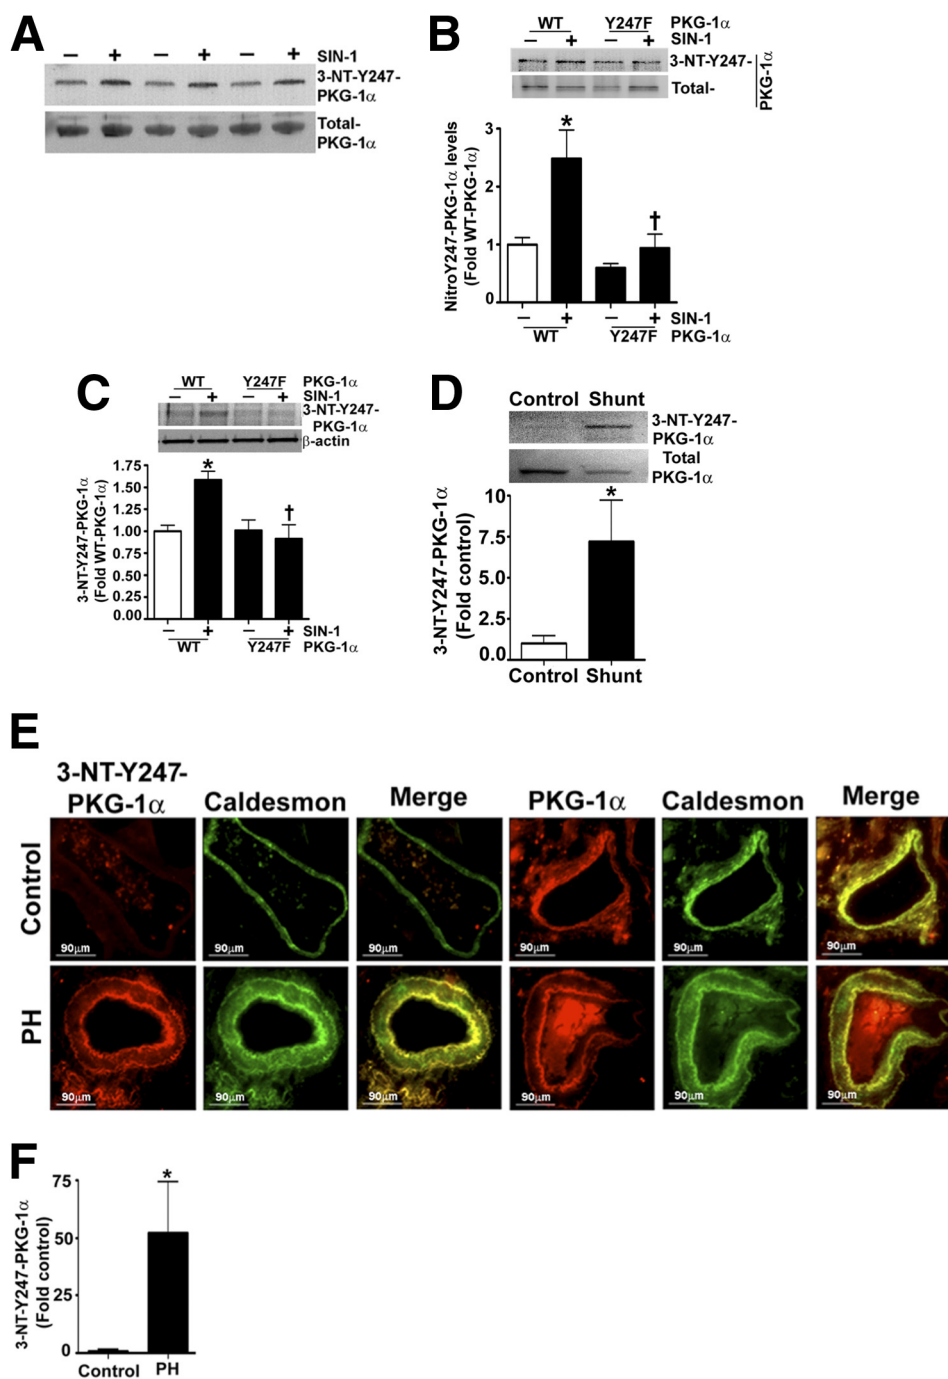 A
– + – + – + SIN-1
3-NT-Y247-
PKG-1α
Total-
PKG-1α
B
WT Y247F PKG-1α
– + – + SIN-1
3-NT-Y247-
Total-
PKG-1α
NitroY247-PKG-1α levels
(Fold WT-PKG-1α)
3
2
1
0
*
†
– + – + SIN-1
WT Y247F PKG-1α
C
WT Y247F PKG-1α
– + – + SIN-1
3-NT-Y247-
PKG-1α
β-actin
3-NT-Y247-PKG-1α
(Fold WT-PKG-1α)
1.75
1.50
1.25
1.00
0.75
0.50
0.25
0.00
*
†
– + – + SIN-1
WT Y247F PKG-1α
D
Control Shunt
3-NT-Y247-
PKG-1α
Total
PKG-1α
3-NT-Y247-PKG-1α
(Fold control)
10
7.5
5.0
2.5
0.0
*
Control Shunt
E
3-NT-Y247-
PKG-1α Caldesmon Merge PKG-1α Caldesmon Merge
Control
90μm 90μm 90μm 90μm 90μm 90μm
PH
90μm 90μm 90μm 90μm 90μm 90μm
F
3-NT-Y247-PKG-1α
(Fold control)
75
50
25
0
*
Control PH